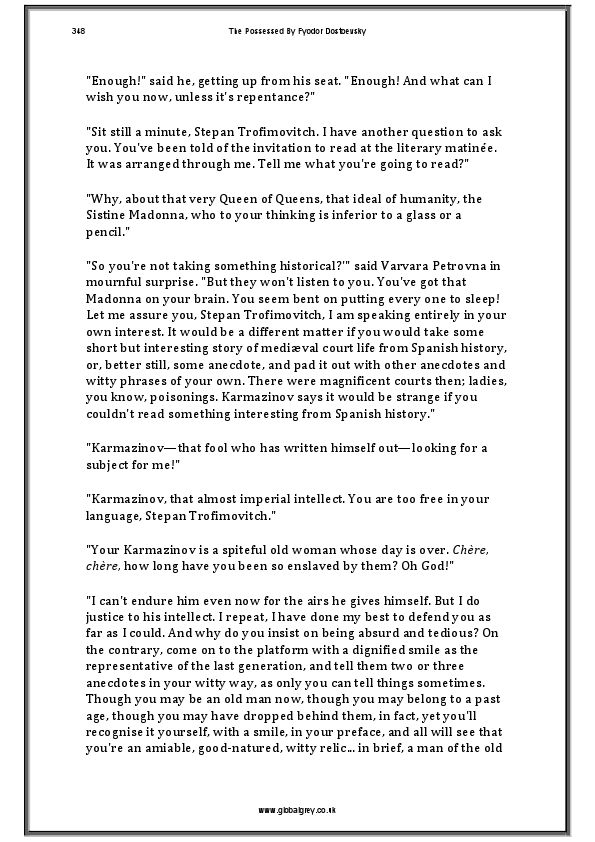 348 The Possessed By Fyodor Dostoevsky
"Enough!" said he, getting up from his seat. "Enough! And what can I
wish you now, unless it's repentance?"
"Sit still a minute, Stepan Trofimovitch. I have another question to ask
you. You've been told of the invitation to read at the literary matinée.
It was arranged through me. Tell me what you're going to read?"
"Why, about that very Queen of Queens, that ideal of humanity, the
Sistine Madonna, who to your thinking is inferior to a glass or a
pencil."
"So you're not taking something historical?'" said Varvara Petrovna in
mournful surprise. "But they won't listen to you. You've got that
Madonna on your brain. You seem bent on putting every one to sleep!
Let me assure you, Stepan Trofimovitch, I am speaking entirely in your
own interest. It would be a different matter if you would take some
short but interesting story of mediæval court life from Spanish history,
or, better still, some anecdote, and pad it out with other anecdotes and
witty phrases of your own. There were magnificent courts then; ladies,
you know, poisonings. Karmazinov says it would be strange if you
couldn't read something interesting from Spanish history."
"Karmazinov—that fool who has written himself out—looking for a
subject for me!"
"Karmazinov, that almost imperial intellect. You are too free in your
language, Stepan Trofimovitch."
"Your Karmazinov is a spiteful old woman whose day is over. Chère,
chère, how long have you been so enslaved by them? Oh God!"
"I can't endure him even now for the airs he gives himself. But I do
justice to his intellect. I repeat, I have done my best to defend you as
far as I could. And why do you insist on being absurd and tedious? On
the contrary, come on to the platform with a dignified smile as the
representative of the last generation, and tell them two or three
anecdotes in your witty way, as only you can tell things sometimes.
Though you may be an old man now, though you may belong to a past
age, though you may have dropped behind them, in fact, yet you'll
recognise it yourself, with a smile, in your preface, and all will see that
you're an amiable, good-natured, witty relic... in brief, a man of the old
www.globalgrey.co.uk